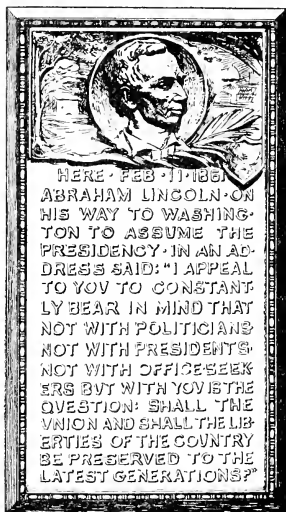 HERE · FEB · 11 · 1861
ABRAHAM LINCOLN · ON
HIS WAY TO WASHING-
TON TO ASSUME THE
PRESIDENCY · IN AN AD-
DRESS SAID: "I APPEAL
TO YOV TO CONSTANT-
LY BEAR IN MIND THAT
NOT WITH POLITICIANS
NOT WITH PRESIDENTS·
NOT WITH OFFICE-SEEK-
ERS BVT WITH YOV IS THE
QVESTION: SHALL THE
VNION AND SHALL THE LIB-
ERTIES OF THE COVNTRY
BE PRESERVED TO THE
LATEST GENERATIONS?"